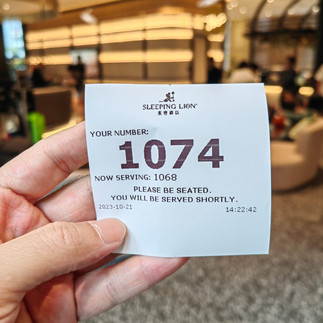 SLEEPING LION®
YOUR NUMBER:
1074
NOW SERVING: 1068
PLEASE BE SEATED.
YOU WILL BE SERVED SHORTLY.
2023-10-21 14:22:42